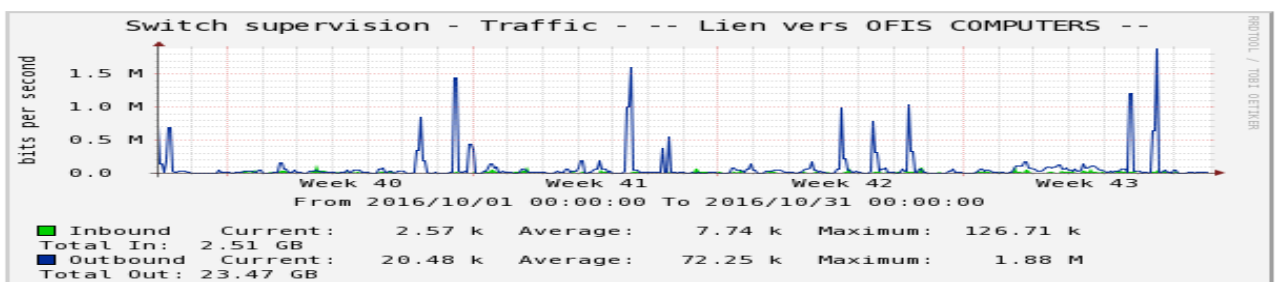 Switch supervision - Traffic - -- Lien vers OFIS COMPUTERS --
RRDTOOL / TOBI OETIKER
bits per second
1.5 M
1.0 M
0.5 M
0.0
Week 40 Week 41 Week 42 Week 43
From 2016/10/01 00:00:00 To 2016/10/31 00:00:00
Inbound Current: 2.57 k Average: 7.74 k Maximum: 126.71 k
Total In: 2.51 GB
Outbound Current: 20.48 k Average: 72.25 k Maximum: 1.88 M
Total Out: 23.47 GB